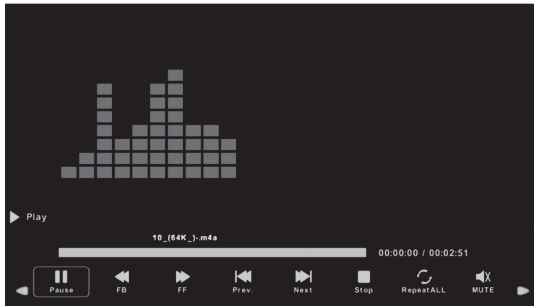 Play
10_(64K_)-.m4a
00:00:00 / 00:02:51
Pause FB FF Prev. Next Stop RepeatALL MUTE